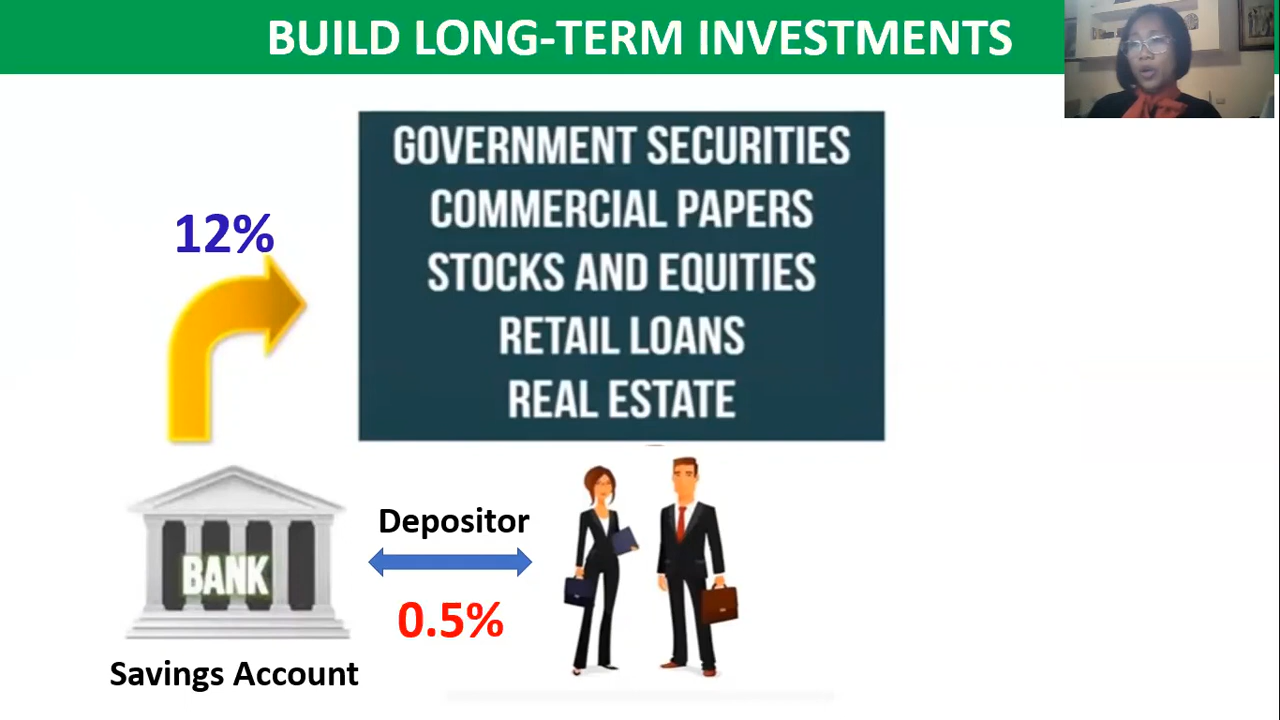 BUILD LONG-TERM INVESTMENTS
GOVERNMENT SECURITIES
COMMERCIAL PAPERS
STOCKS AND EQUITIES
RETAIL LOANS
REAL ESTATE
12%
BANK
Savings Account
Depositor
0.5%